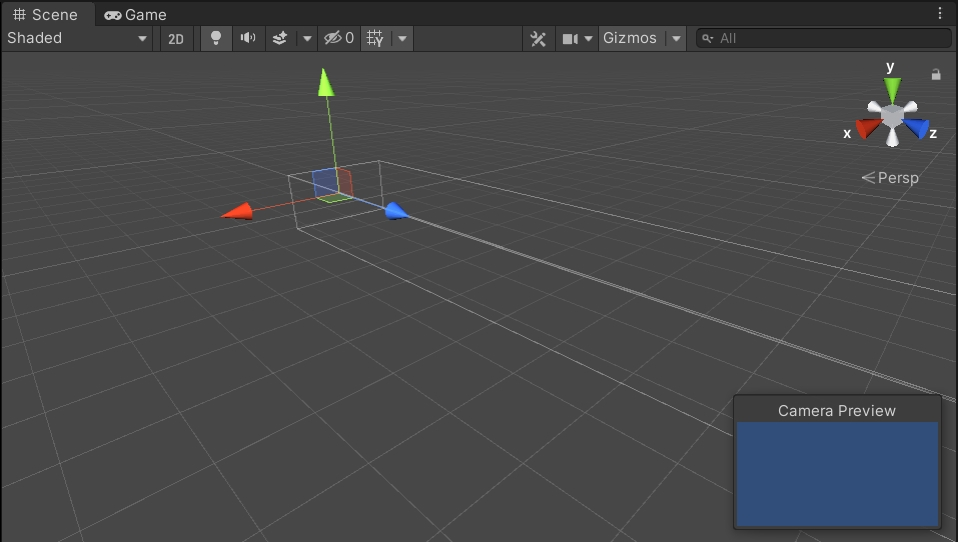 Scene Game
Shaded 2D 0 Gizmos All
y
x z
Persp
Camera Preview